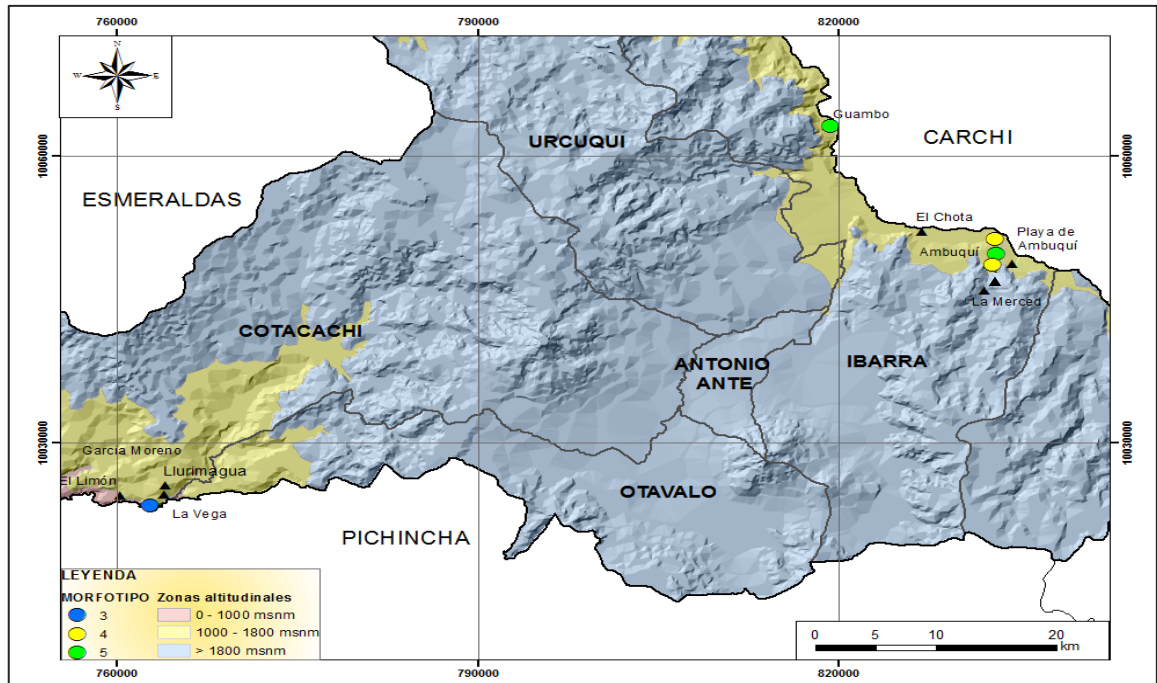 760000
790000
820000
N
W
E
S
Guambo
URCUQUI
CARCHI
10060000
10060000
ESMERALDAS
El Chota
Playa de
Ambuquí
Ambuquí
La Merced
COTACACHI
ANTONIO
ANTE
IBARRA
10030000
10030000
García Moreno
Llurimagua
El Limón
La Vega
OTAVALO
PICHINCHA
LEYENDA
MORFOTIPO Zonas altitudinales
3 0 - 1000 msnm
4 1000 - 1800 msnm
5 > 1800 msnm
0 5 10 20
km
760000
790000
820000